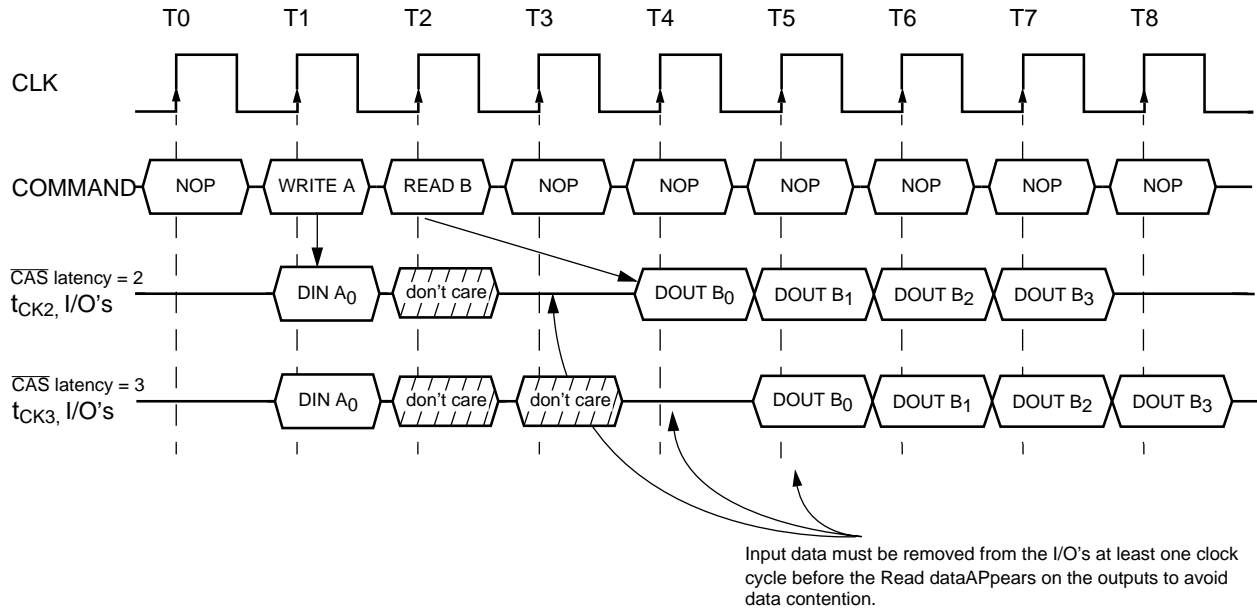 T0 T1 T2 T3 T4 T5 T6 T7 T8
CLK
COMMAND NOP WRITE A READ B NOP NOP NOP NOP NOP NOP
CAS latency = 2
tCK2, I/O's DIN A0 don't care DOUT B0 DOUT B1 DOUT B2 DOUT B3
CAS latency = 3
tCK3, I/O's DIN A0 don't care don't care DOUT B0 DOUT B1 DOUT B2 DOUT B3
Input data must be removed from the I/O's at least one clock
cycle before the Read dataAPpears on the outputs to avoid
data contention.